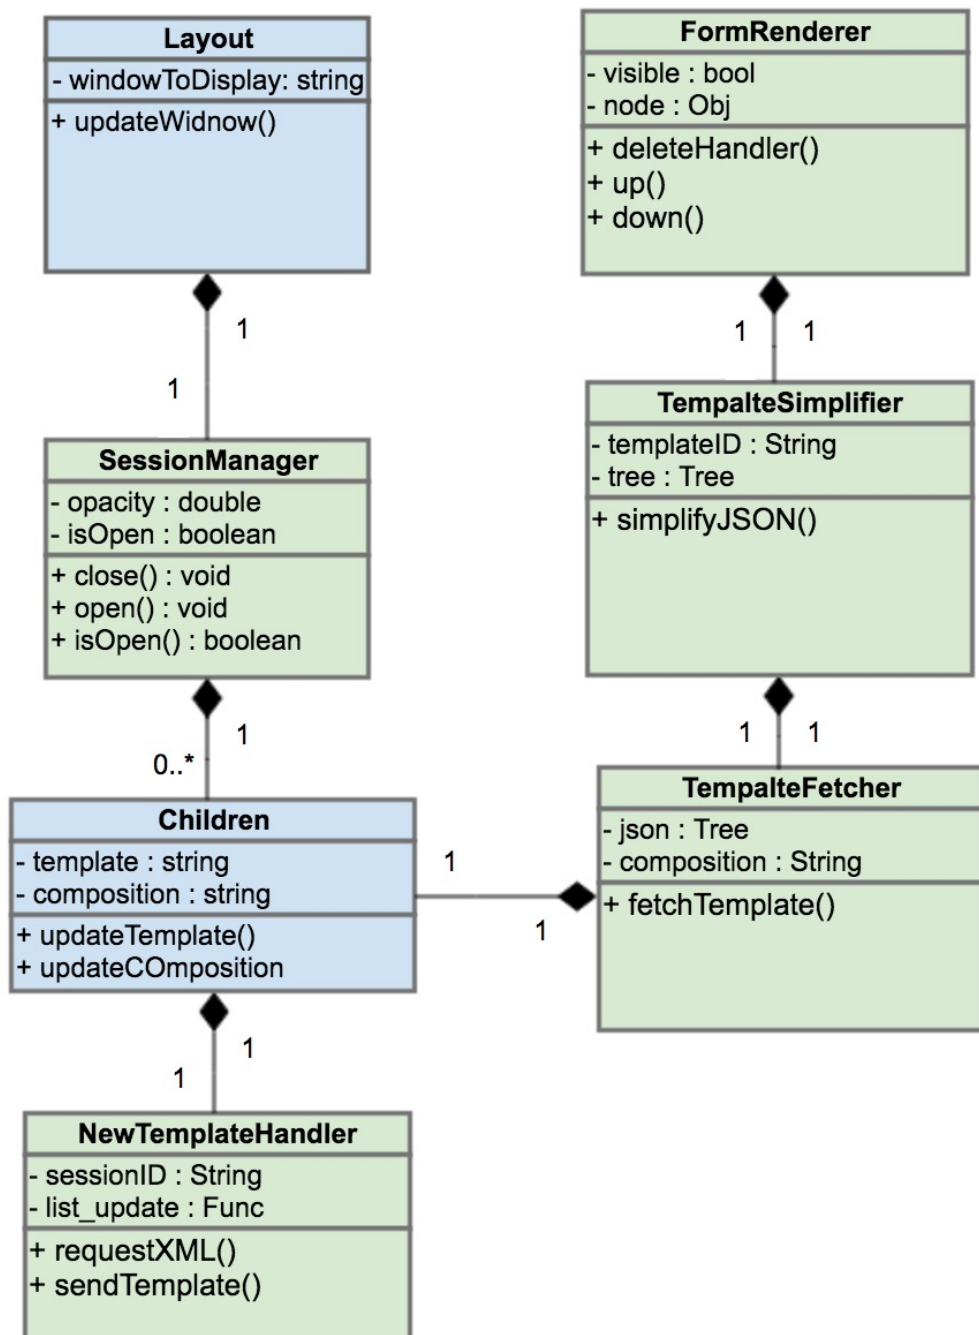 Layout
- windowToDisplay: string
+ updateWidnow()
1
1
SessionManager
- opacity : double
- isOpen : boolean
+ close() : void
+ open() : void
+ isOpen() : boolean
1
0..*
Children
- template : string
- composition : string
+ updateTemplate()
+ updateCOmposition
1
1
NewTemplateHandler
- sessionID : String
- list_update : Func
+ requestXML()
+ sendTemplate()
FormRenderer
- visible : bool
- node : Obj
+ deleteHandler()
+ up()
+ down()
1 1
TempalteSimplifier
- templateID : String
- tree : Tree
+ simplifyJSON()
1 1
TempalteFetcher
- json : Tree
- composition : String
+ fetchTemplate()
1
1